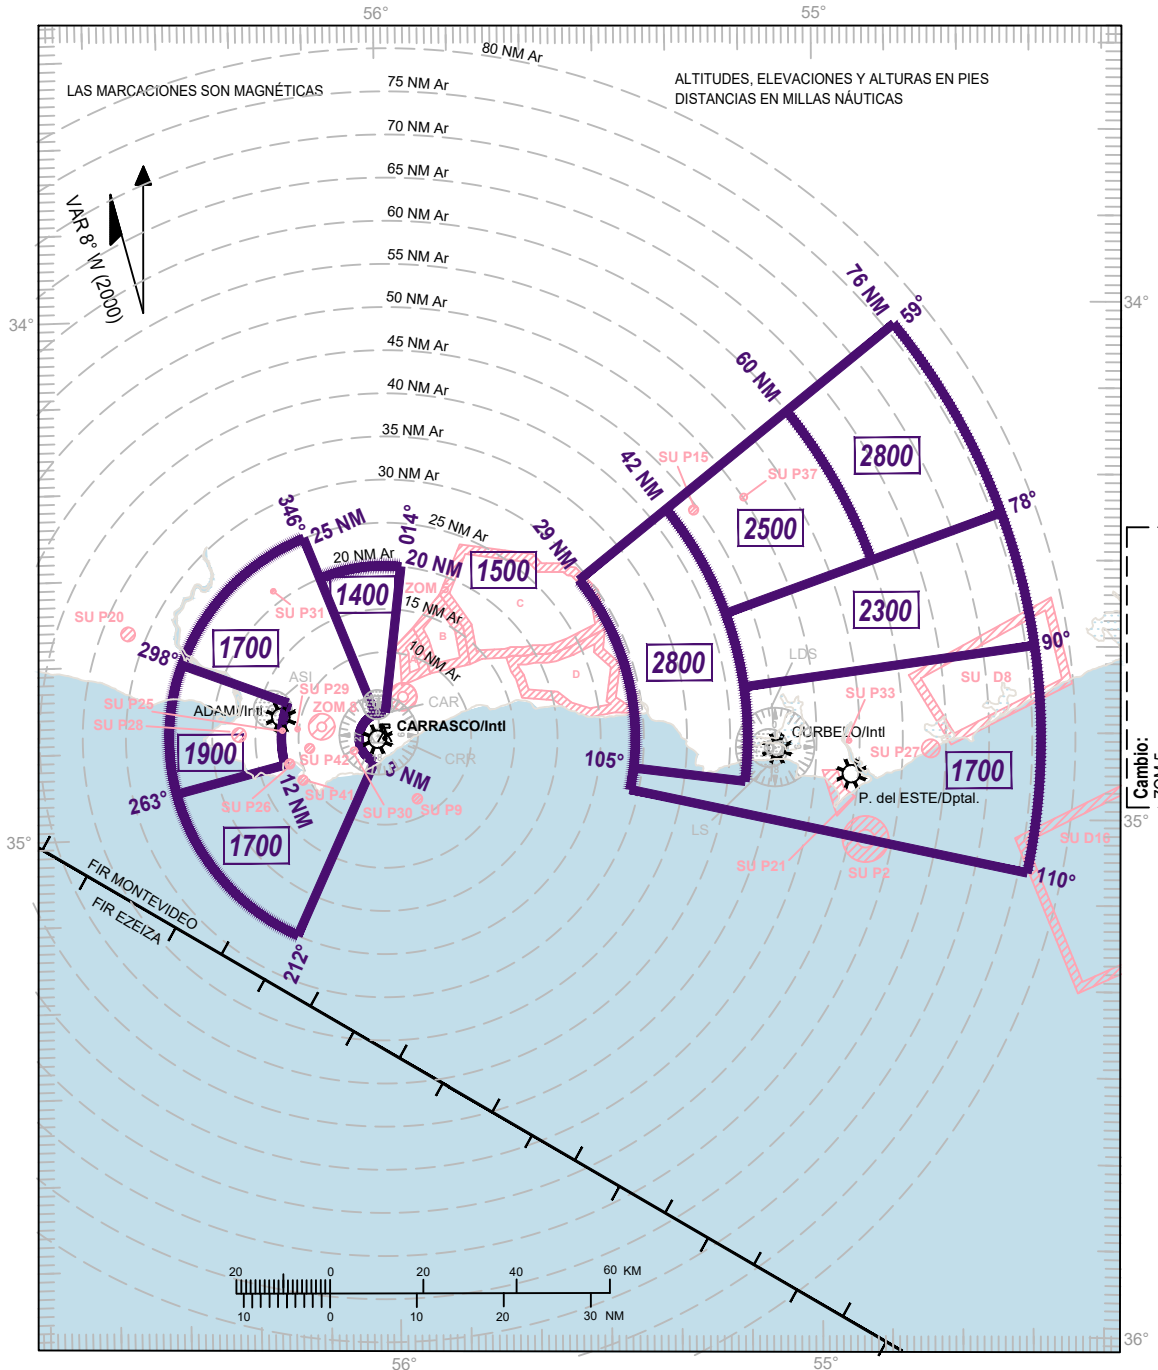 56°
55°
80 NM Ar
LAS MARCACIONES SON MAGNÉTICAS
75 NM Ar
ALTITUDES, ELEVACIONES Y ALTURAS EN PIES
DISTANCIAS EN MILLAS NÁUTICAS
70 NM Ar
65 NM Ar
60 NM Ar
55 NM Ar
50 NM Ar
45 NM Ar
40 NM Ar
35 NM Ar
30 NM Ar
25 NM Ar
20 NM Ar
15 NM Ar
10 NM Ar
VAR 8° W (2000)
34°
34°
76 NM
59°
60 NM
42 NM
29 NM
2800
SU P15
SU P37
2500
78°
2300
346°
25 NM
014°
20 NM
1500
1400
ZOM
C
B
D
SU P31
SU P20
1700
298°
2800
LDS
90°
SU D8
SU P33
ASI
SU P29
SU P25
ADAMI/Intl
ZOM
CAR
SU P28
CARRASCO/Intl
CURBELO/Intl
SU P27
1900
SU P42
CRR
105°
3 NM
1700
263°
SU P26
SU P41
SU P30
SU P9
P. del ESTE/Dptal.
12 NM
1700
LS
SU P21
SU P2
SU D16
110°
Cambio:
35°
35°
FIR MONTEVIDEO
FIR EZEIZA
212°
20 0 20 40 60 KM
10 0 10 20 30 NM
36°
56°
55°